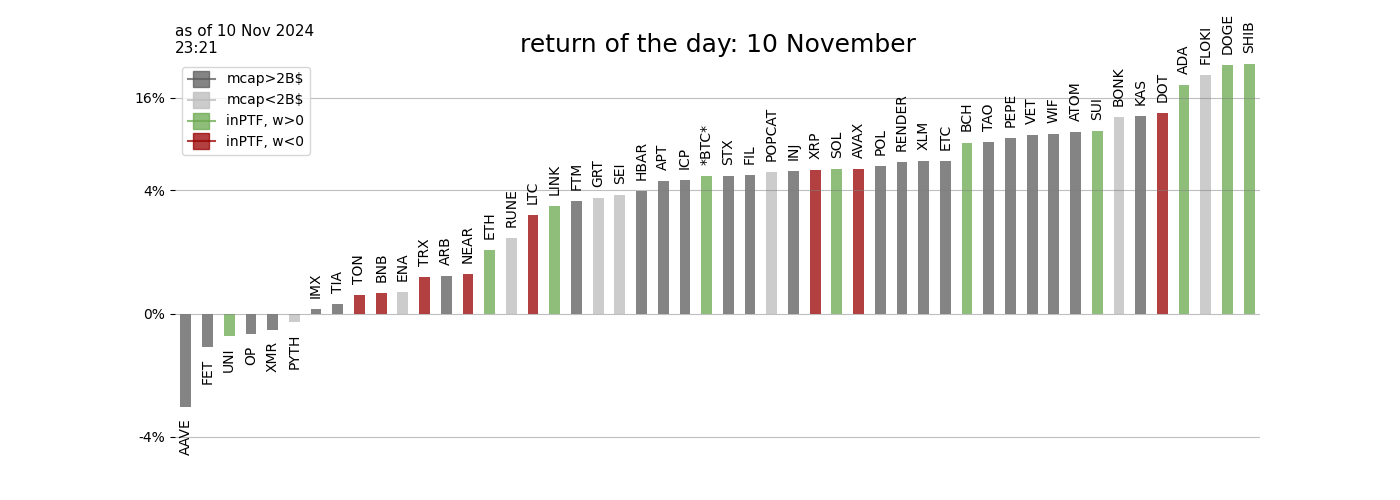 as of 10 Nov 2024
23:21
return of the day: 10 November
mcap>2B$
mcap<2B$
inPTF, w>0
inPTF, w<0
16%
4%
0%
-4%
AAVE
FET
UNI
OP
XMR
PYTH
IMX
TIA
TON
BNB
ENA
TRX
ARB
NEAR
ETH
RUNE
LTC
LINK
FTM
GRT
SEI
HBAR
APT
ICP
*BTC*
STX
FIL
POPCAT
INJ
XRP
SOL
AVAX
POL
RENDER
XLM
ETC
BCH
TAO
PEPE
VET
WIF
ATOM
SUI
BONK
KAS
DOT
ADA
FLOKI
DOGE
SHIB